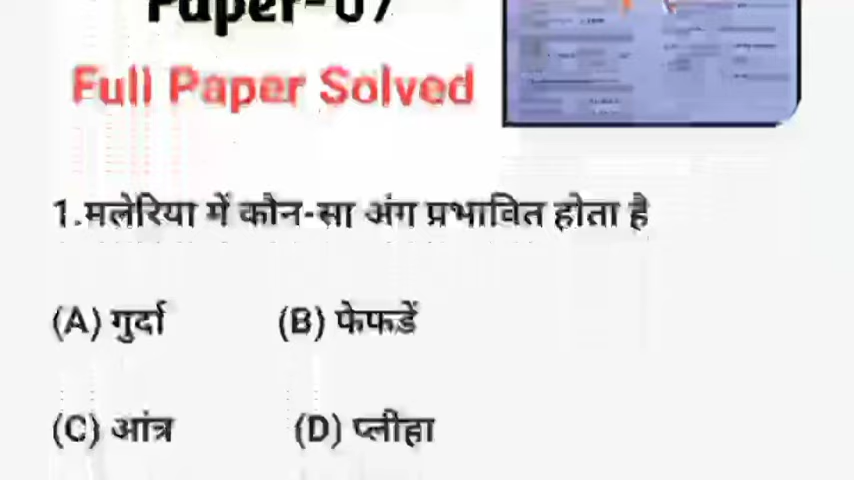 Paper-07
Full Paper Solved
1.मलेरिया में कौन-सा अंग प्रभावित होता है
(A) गुर्दा (B) फेफडें
(C) आंत्र (D) प्लीहा